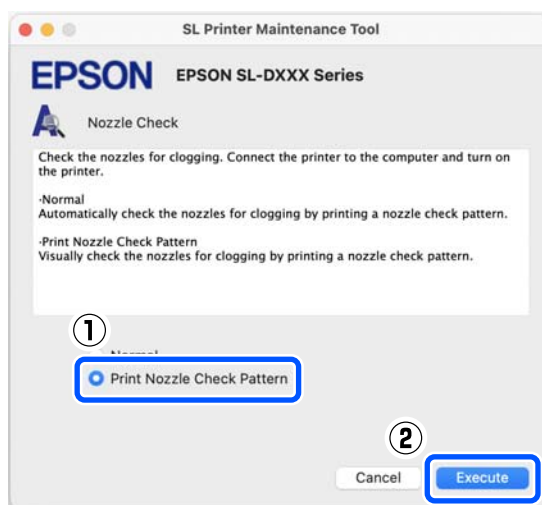 SL Printer Maintenance Tool
EPSON EPSON SL-DXXX Series
Nozzle Check
Check the nozzles for clogging. Connect the printer to the computer and turn on
the printer.
·Normal
Automatically check the nozzles for clogging by printing a nozzle check pattern.
·Print Nozzle Check Pattern
Visually check the nozzles for clogging by printing a nozzle check pattern.
①
Print Nozzle Check Pattern
②
Cancel Execute